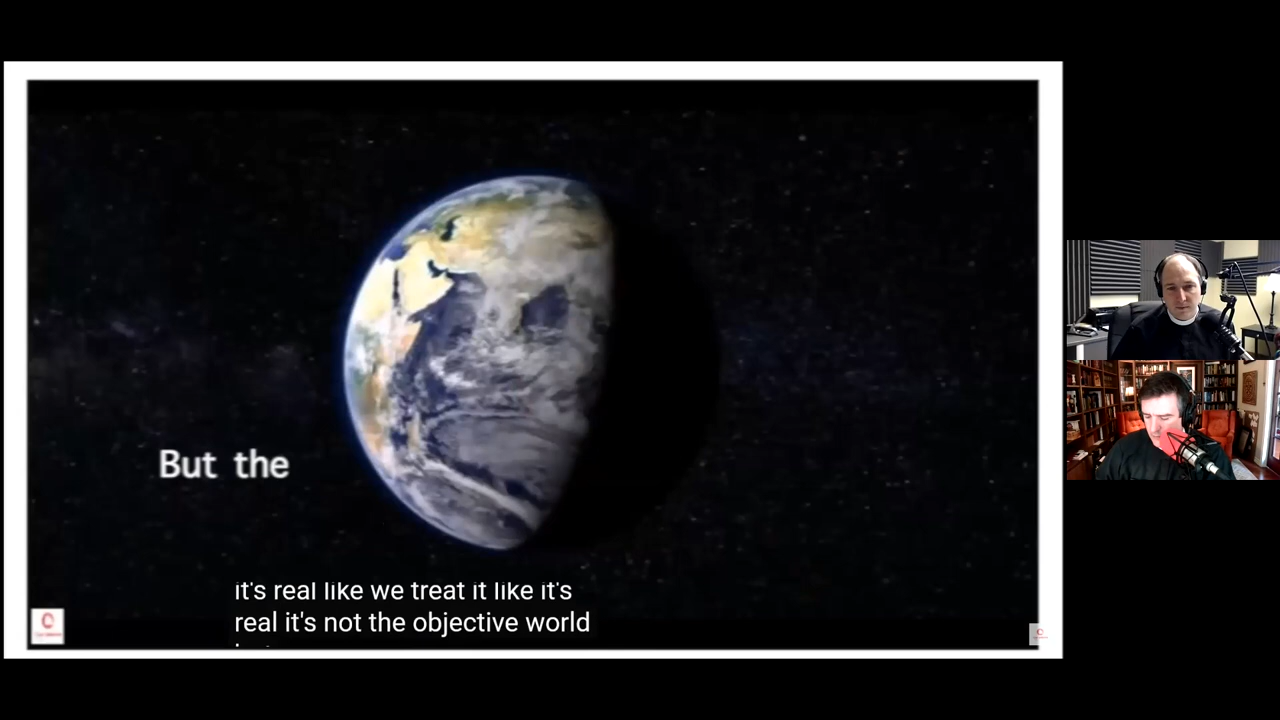 But the
it's real like we treat it like it's
real it's not the objective world